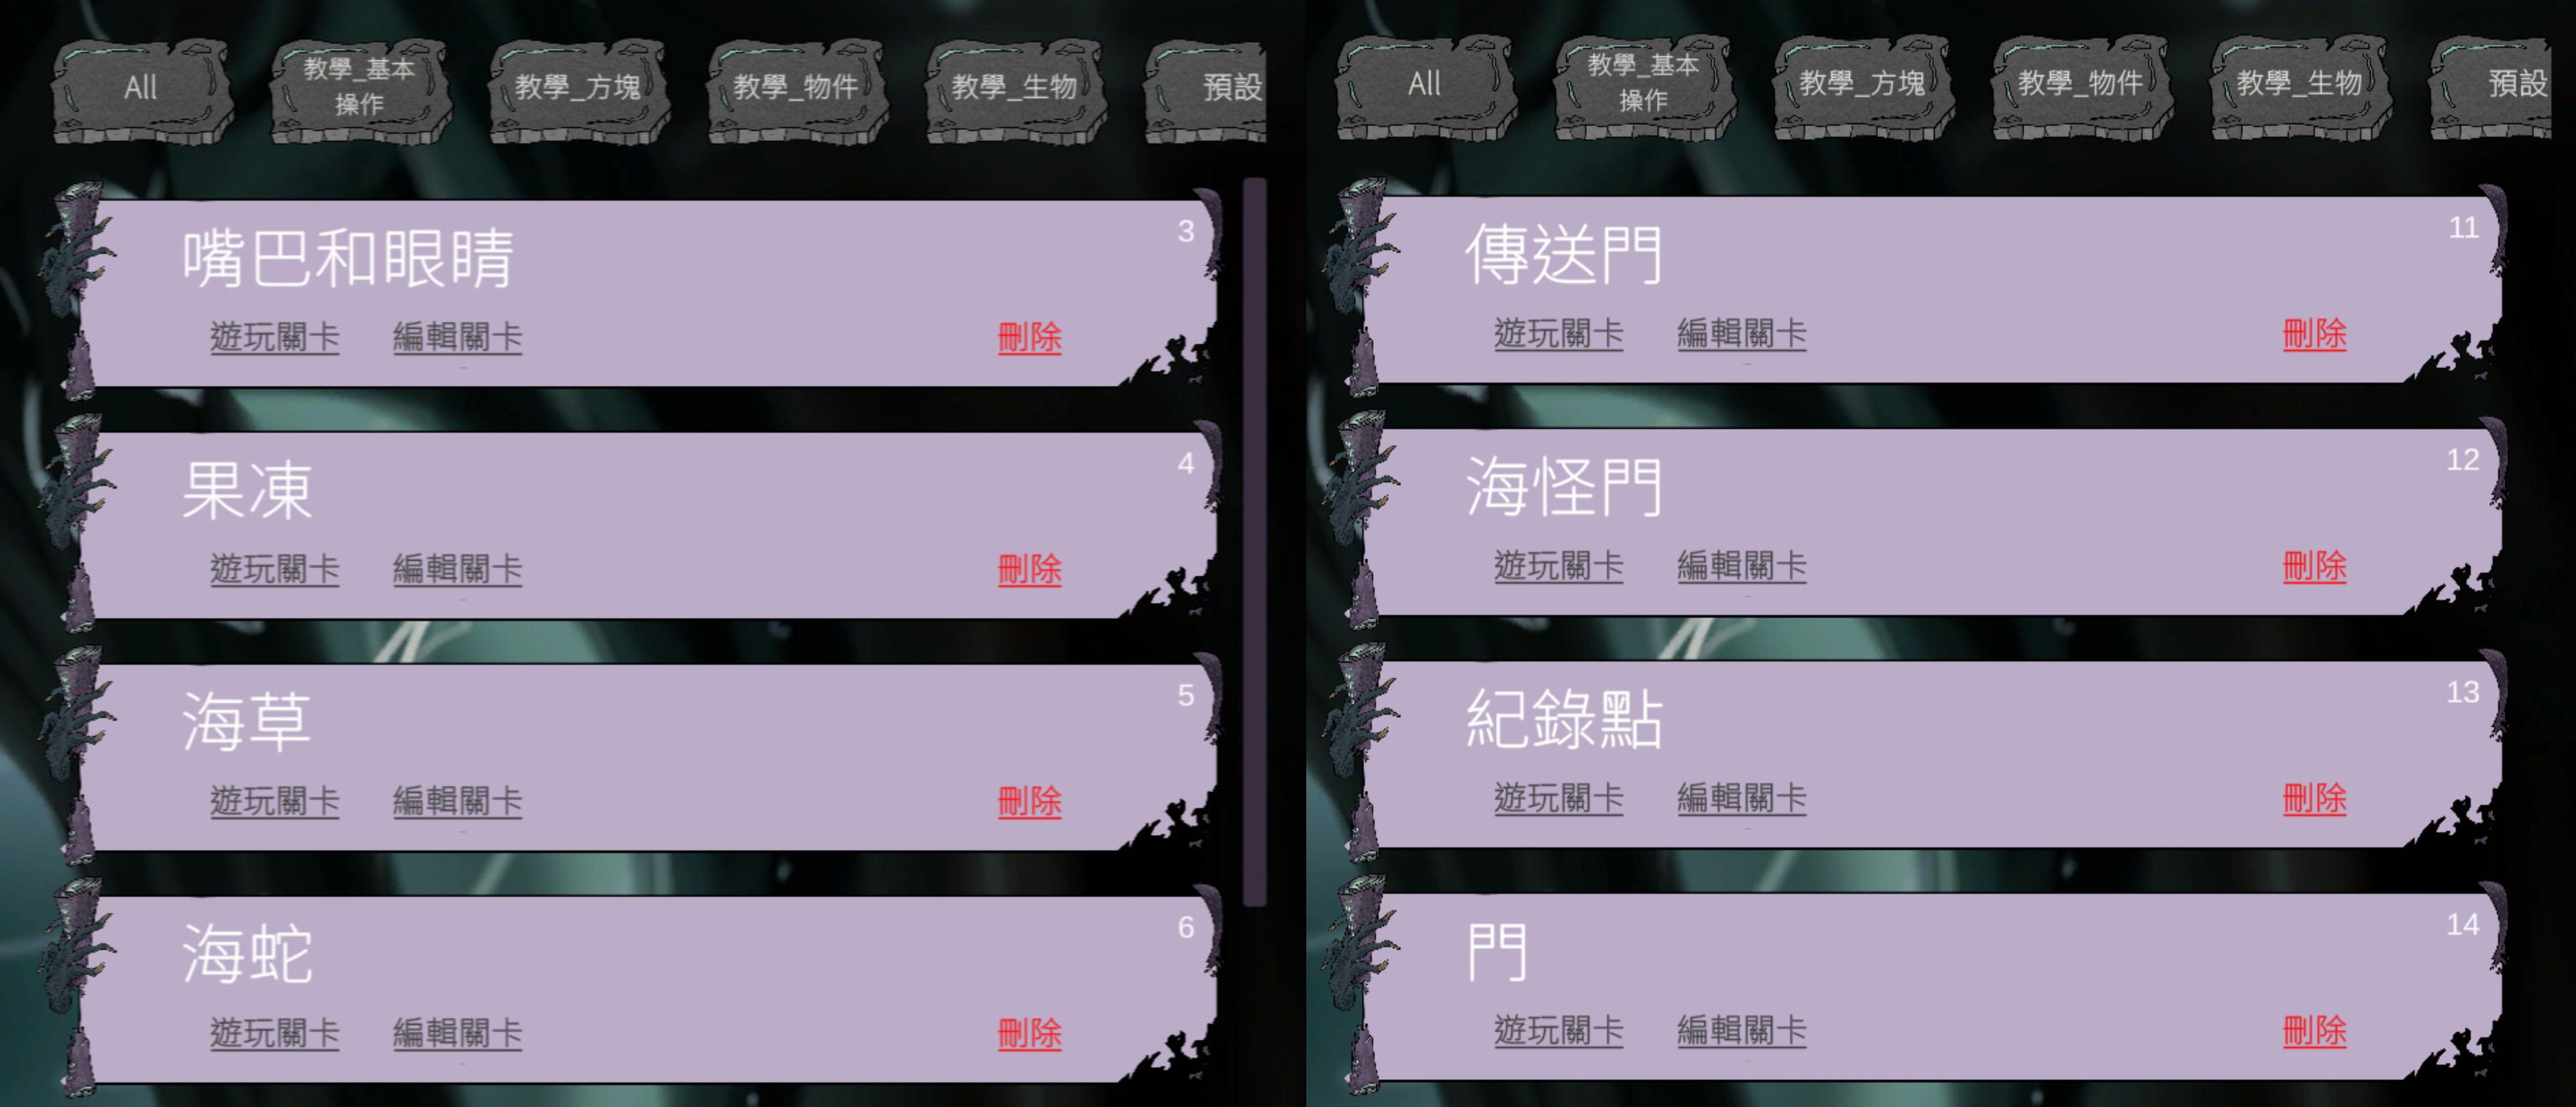 All
教學_基本
操作
教學_方塊
教學_物件
教學_生物
預設
嘴巴和眼睛
3
遊玩關卡 編輯關卡 刪除
果凍
4
遊玩關卡 編輯關卡 刪除
海草
5
遊玩關卡 編輯關卡 刪除
海蛇
6
遊玩關卡 編輯關卡 刪除
All
教學_基本
操作
教學_方塊
教學_物件
教學_生物
預設
傳送門
11
遊玩關卡 編輯關卡 刪除
海怪門
12
遊玩關卡 編輯關卡 刪除
紀錄點
13
遊玩關卡 編輯關卡 刪除
門
14
遊玩關卡 編輯關卡 刪除